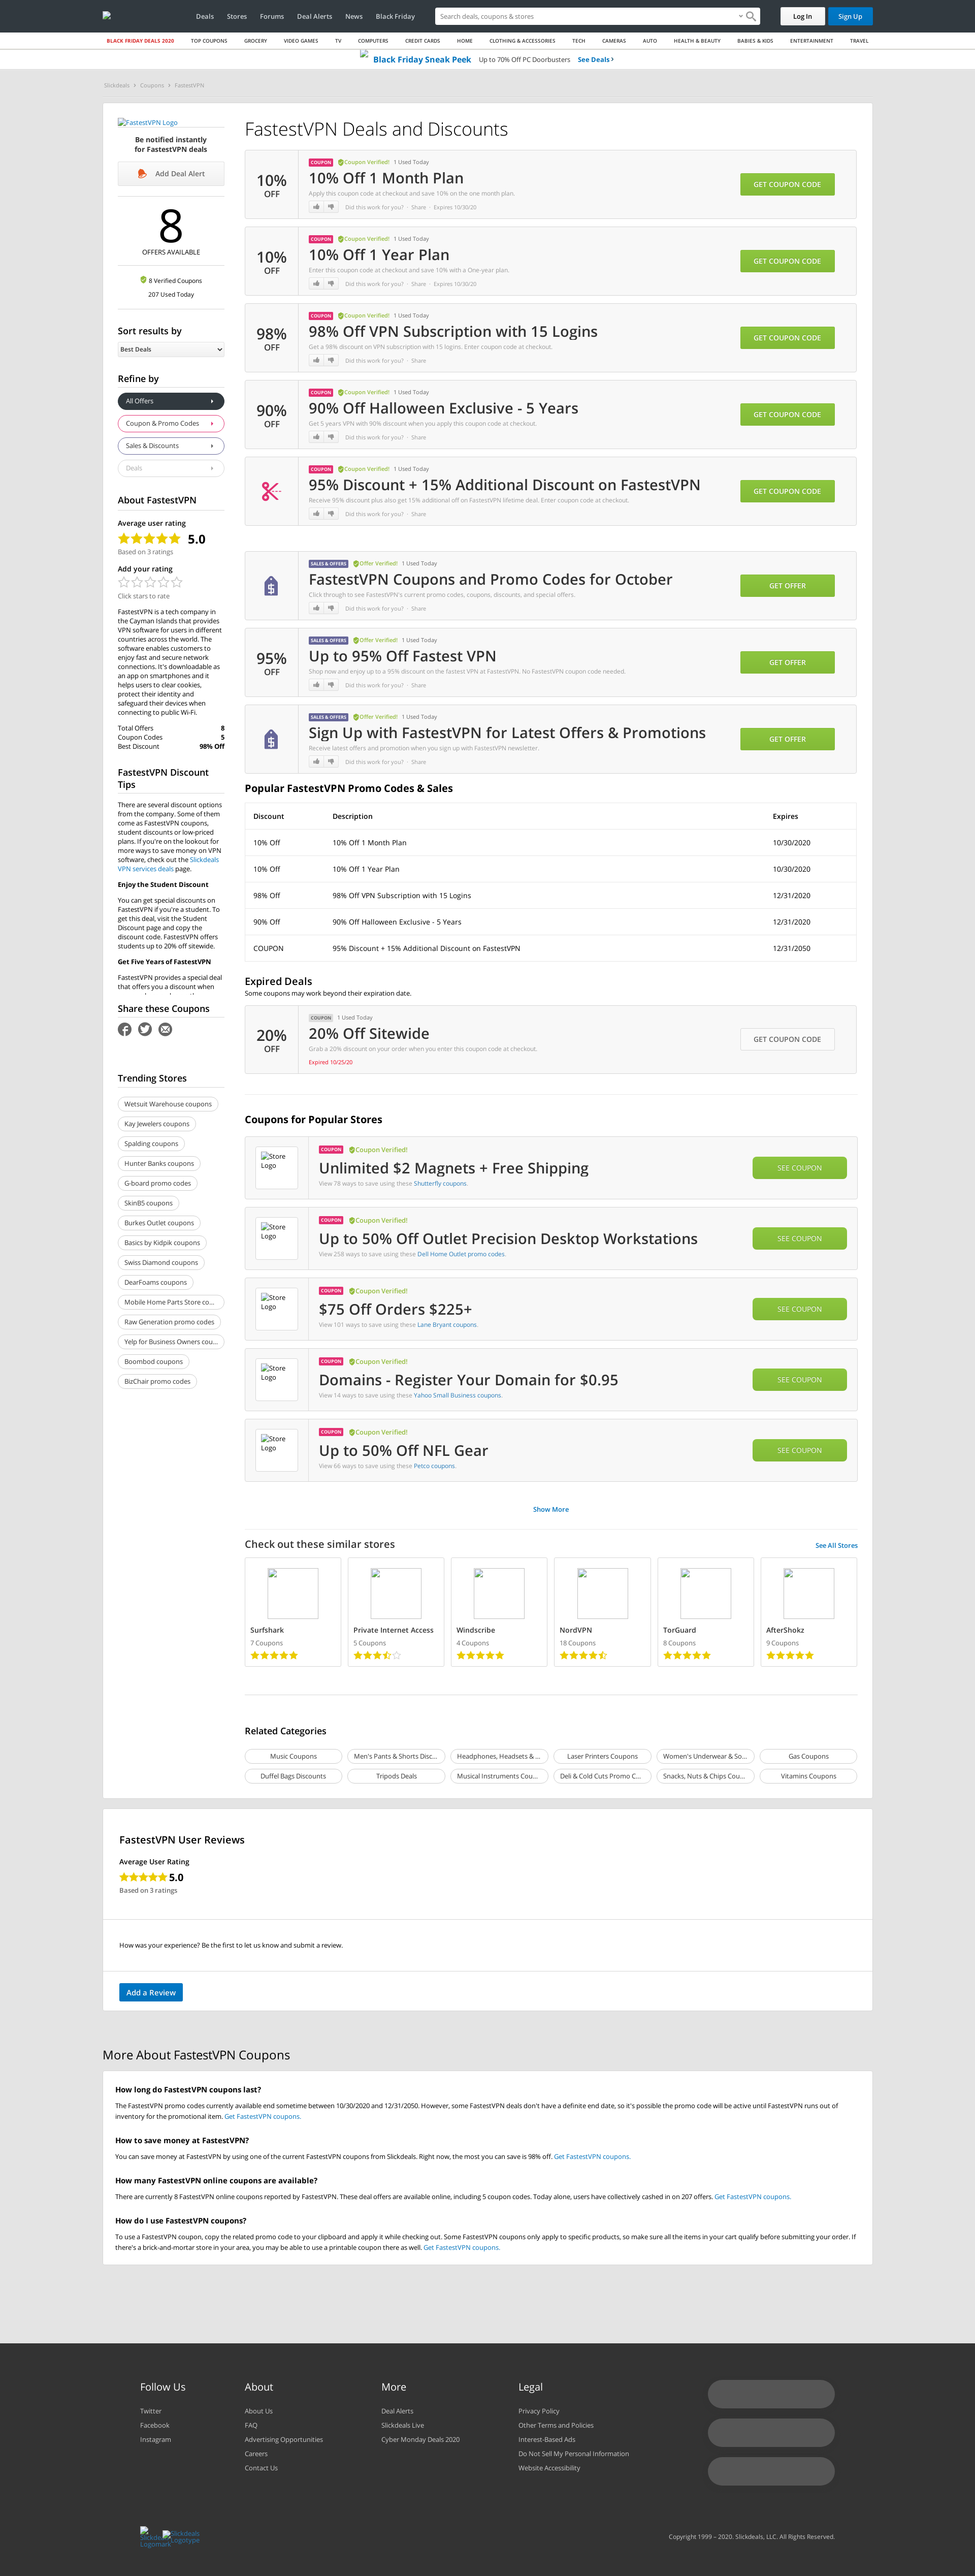 Deals Stores Forums Deal Alerts News Black Friday Search deals, coupons & stores Log In Sign Up
BLACK FRIDAY DEALS 2020 TOP COUPONS GROCERY VIDEO GAMES TV COMPUTERS CREDIT CARDS HOME CLOTHING & ACCESSORIES TECH CAMERAS AUTO HEALTH & BEAUTY BABIES & KIDS ENTERTAINMENT TRAVEL
Black Friday Sneak Peek Up to 70% Off PC Doorbusters See Deals
Slickdeals Coupons FastestVPN
FastestVPN Logo
Be notified instantly
for FastestVPN deals
Add Deal Alert
8
OFFERS AVAILABLE
8 Verified Coupons
207 Used Today
Sort results by
Best Deals
Refine by
All Offers
Coupon & Promo Codes
Sales & Discounts
Deals
About FastestVPN
Average user rating
5.0
Based on 3 ratings
Add your rating
Click stars to rate
FastestVPN is a tech company in
the Cayman Islands that provides
VPN software for users in different
countries across the world. The
software enables customers to
enjoy fast and secure network
connections. It's downloadable as
an app on smartphones and it
helps users to clear cookies,
protect their identity and
safeguard their devices when
connecting to public Wi-Fi.
Total Offers 8
Coupon Codes 5
Best Discount 98% Off
FastestVPN Discount
Tips
There are several discount options
from the company. Some of them
come as FastestVPN coupons,
student discounts or low-priced
plans. If you're on the lookout for
more ways to save money on VPN
software, check out the Slickdeals
VPN services deals page.
Enjoy the Student Discount
You can get special discounts on
FastestVPN if you're a student. To
get this deal, visit the Student
Discount page and copy the
discount code. FastestVPN offers
students up to 20% off sitewide.
Get Five Years of FastestVPN
FastestVPN provides a special deal
that offers you a discount when
Share these Coupons
Trending Stores
Wetsuit Warehouse coupons
Kay Jewelers coupons
Spalding coupons
Hunter Banks coupons
G-board promo codes
SkinBS coupons
Burkes Outlet coupons
Basics by Kidpik coupons
Swiss Diamond coupons
DearFoams coupons
Mobile Home Parts Store co...
Raw Generation promo codes
Yelp for Business Owners cou...
Boombod coupons
BizChair promo codes
FastestVPN Deals and Discounts
10%
OFF
COUPON Coupon Verified! 1 Used Today
10% Off 1 Month Plan
Apply this coupon code at checkout and save 10% on the one month plan.
Did this work for you? · Share · Expires 10/30/20
GET COUPON CODE
10%
OFF
COUPON Coupon Verified! 1 Used Today
10% Off 1 Year Plan
Enter this coupon code at checkout and save 10% with a One-year plan.
Did this work for you? · Share · Expires 10/30/20
GET COUPON CODE
98%
OFF
COUPON Coupon Verified! 1 Used Today
98% Off VPN Subscription with 15 Logins
Get a 98% discount on VPN subscription with 15 logins. Enter coupon code at checkout.
Did this work for you? · Share
GET COUPON CODE
90%
OFF
COUPON Coupon Verified! 1 Used Today
90% Off Halloween Exclusive - 5 Years
Get 5 years VPN with 90% discount when you apply this coupon code at checkout.
Did this work for you? · Share
GET COUPON CODE
COUPON Coupon Verified! 1 Used Today
95% Discount + 15% Additional Discount on FastestVPN
Receive 95% discount plus also get 15% additional off on FastestVPN lifetime deal. Enter coupon code at checkout.
Did this work for you? · Share
GET COUPON CODE
SALES & OFFERS Offer Verified! 1 Used Today
FastestVPN Coupons and Promo Codes for October
Click through to see FastestVPN's current promo codes, coupons, discounts, and special offers.
Did this work for you? · Share
GET OFFER
95%
OFF
SALES & OFFERS Offer Verified! 1 Used Today
Up to 95% Off Fastest VPN
Shop now and enjoy up to a 95% discount on the fastest VPN at FastestVPN. No FastestVPN coupon code needed.
Did this work for you? · Share
GET OFFER
SALES & OFFERS Offer Verified! 1 Used Today
Sign Up with FastestVPN for Latest Offers & Promotions
Receive latest offers and promotion when you sign up with FastestVPN newsletter.
Did this work for you? · Share
GET OFFER
Popular FastestVPN Promo Codes & Sales
Discount Description Expires
10% Off 10% Off 1 Month Plan 10/30/2020
10% Off 10% Off 1 Year Plan 10/30/2020
98% Off 98% Off VPN Subscription with 15 Logins 12/31/2020
90% Off 90% Off Halloween Exclusive - 5 Years 12/31/2020
COUPON 95% Discount + 15% Additional Discount on FastestVPN 12/31/2050
Expired Deals
Some coupons may work beyond their expiration date.
20%
OFF
COUPON 1 Used Today
20% Off Sitewide
Grab a 20% discount on your order when you enter this coupon code at checkout.
Expired 10/25/20
GET COUPON CODE
Coupons for Popular Stores
Store Logo
COUPON Coupon Verified!
Unlimited $2 Magnets + Free Shipping
View 78 ways to save using these Shutterfly coupons.
SEE COUPON
Store Logo
COUPON Coupon Verified!
Up to 50% Off Outlet Precision Desktop Workstations
View 258 ways to save using these Dell Home Outlet promo codes.
SEE COUPON
Store Logo
COUPON Coupon Verified!
$75 Off Orders $225+
View 101 ways to save using these Lane Bryant coupons.
SEE COUPON
Store Logo
COUPON Coupon Verified!
Domains - Register Your Domain for $0.95
View 14 ways to save using these Yahoo Small Business coupons.
SEE COUPON
Store Logo
COUPON Coupon Verified!
Up to 50% Off NFL Gear
View 66 ways to save using these Petco coupons.
SEE COUPON
Show More
Check out these similar stores See All Stores
Surfshark Private Internet Access Windscribe NordVPN TorGuard AfterShokz
7 Coupons 5 Coupons 4 Coupons 18 Coupons 8 Coupons 9 Coupons
Related Categories
Music Coupons Men's Pants & Shorts Disc... Headphones, Headsets & ... Laser Printers Coupons Women's Underwear & So... Gas Coupons
Duffel Bags Discounts Tripods Deals Musical Instruments Cou... Deli & Cold Cuts Promo C... Snacks, Nuts & Chips Cou... Vitamins Coupons
FastestVPN User Reviews
Average User Rating
5.0
Based on 3 ratings
How was your experience? Be the first to let us know and submit a review.
Add a Review
More About FastestVPN Coupons
How long do FastestVPN coupons last?
The FastestVPN promo codes currently available end sometime between 10/30/2020 and 12/31/2050. However, some FastestVPN deals don't have a definite end date, so it's possible the promo code will be active until FastestVPN runs out of
inventory for the promotional item. Get FastestVPN coupons.
How to save money at FastestVPN?
You can save money at FastestVPN by using one of the current FastestVPN coupons from Slickdeals. Right now, the most you can save is 98% off. Get FastestVPN coupons.
How many FastestVPN online coupons are available?
There are currently 8 FastestVPN online coupons reported by FastestVPN. These deal offers are available online, including 5 coupon codes. Today alone, users have collectively cashed in on 207 offers. Get FastestVPN coupons.
How do I use FastestVPN coupons?
To use a FastestVPN coupon, copy the related promo code to your clipboard and apply it while checking out. Some FastestVPN coupons only apply to specific products, so make sure all the items in your cart qualify before submitting your order. If
there's a brick-and-mortar store in your area, you may be able to use a printable coupon there as well. Get FastestVPN coupons.
Follow Us
Twitter
Facebook
Instagram
About
About Us
FAQ
Advertising Opportunities
Careers
Contact Us
More
Deal Alerts
Slickdeals Live
Cyber Monday Deals 2020
Legal
Privacy Policy
Other Terms and Policies
Interest-Based Ads
Do Not Sell My Personal Information
Website Accessibility
Slickdeals Logomark Slickdeals Logotype
Copyright 1999 – 2020. Slickdeals, LLC. All Rights Reserved.